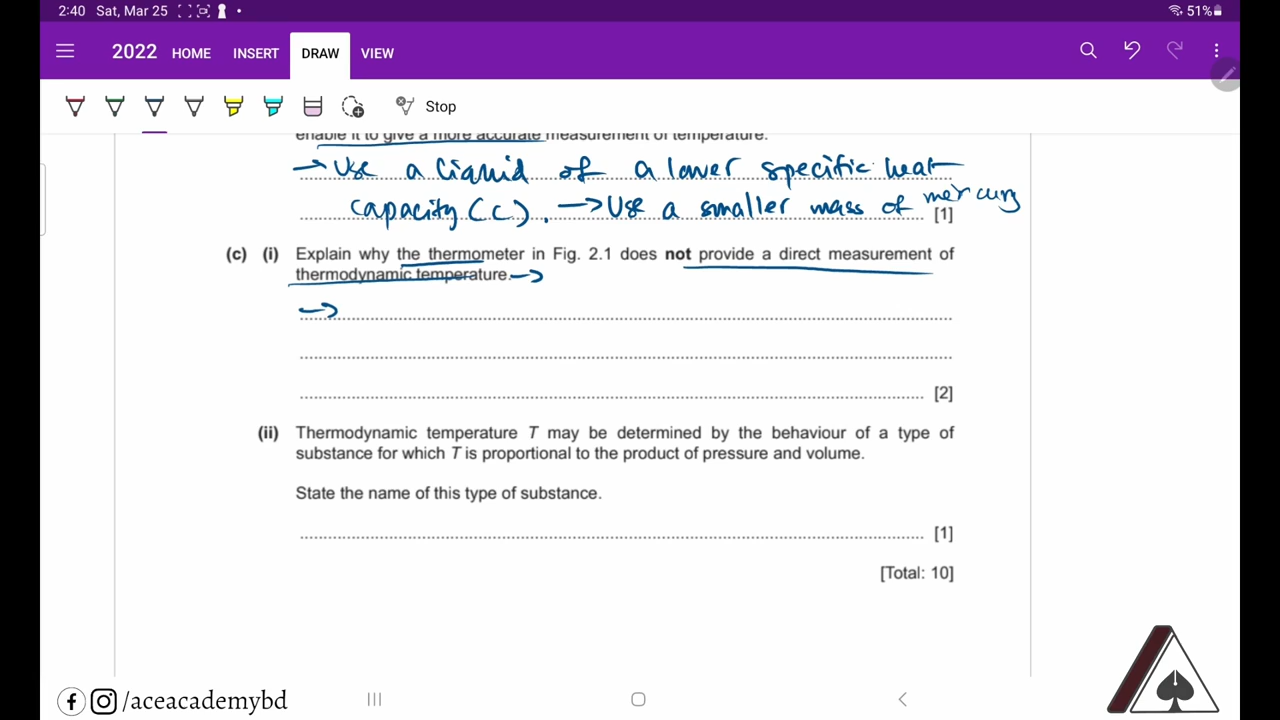 2:40 Sat, Mar 25
51%
2022 HOME INSERT DRAW VIEW
Stop
enable it to give a more accurate measurement of temperature.
→ Use a liquid of a lower specific heat
capacity (c). → Use a smaller mass of mercury [1]
(c) (i) Explain why the thermometer in Fig. 2.1 does not provide a direct measurement of
thermodynamic temperature. →
→
[2]
(ii) Thermodynamic temperature T may be determined by the behaviour of a type of
substance for which T is proportional to the product of pressure and volume.
State the name of this type of substance.
[1]
[Total: 10]
/aceacademybd